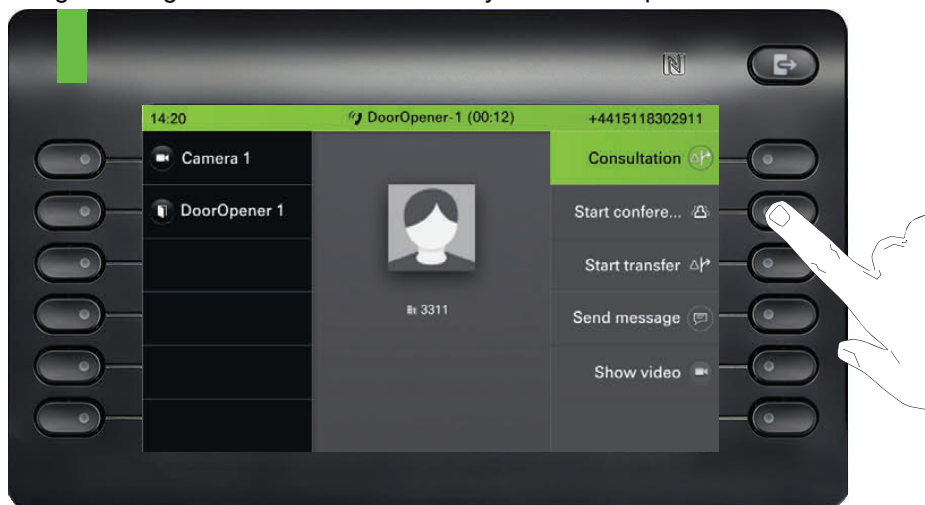 14:20
DoorOpener-1 (00:12)
+4415118302911
Camera 1
Consultation
DoorOpener 1
Start confere...
Start transfer
3311
Send message
Show video